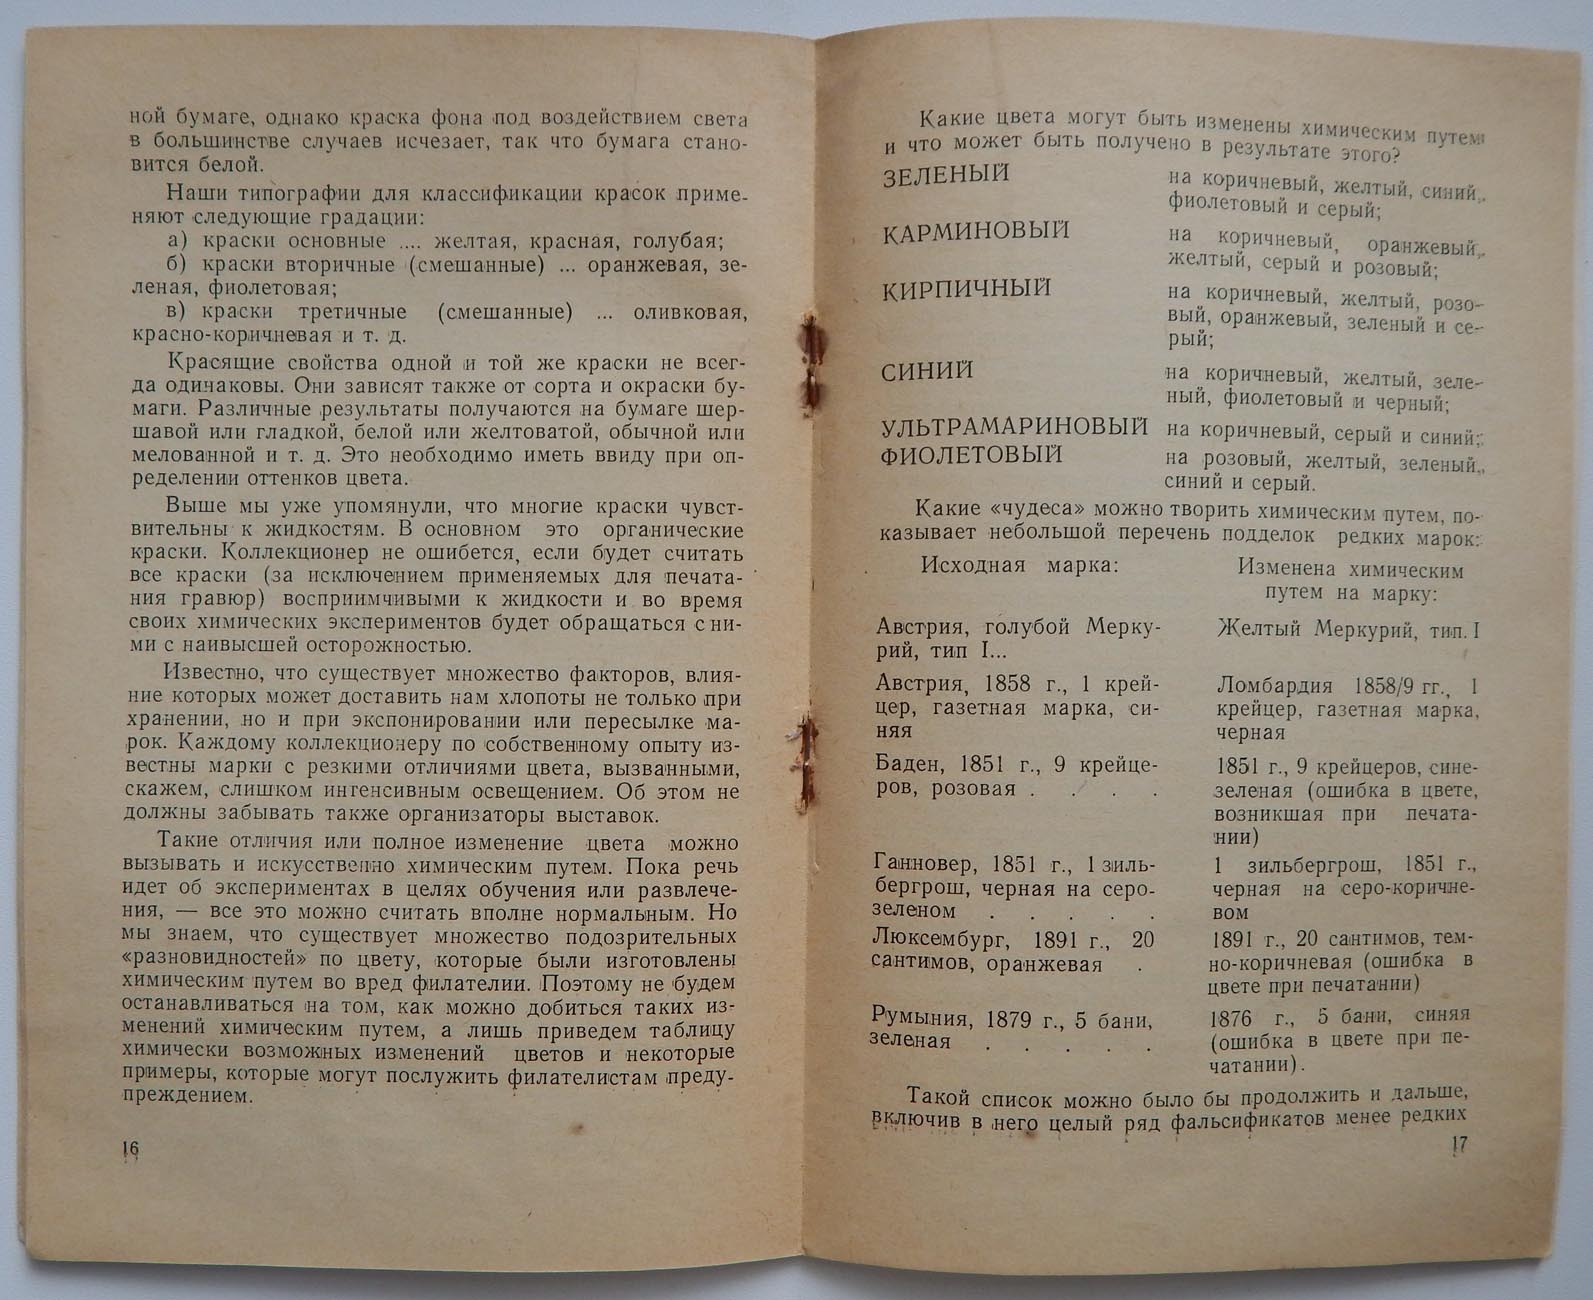 ной бумаге, однако краска фона под воздействием света
в большинстве случаев исчезает, так что бумага стано-
вится белой.
Наши типографии для классификации красок приме-
няют следующие градации:
а) краски основные .... желтая, красная, голубая;
б) краски вторичные (смешанные) ... оранжевая, зе-
леная, фиолетовая;
в) краски третичные (смешанные) ... оливковая,
красно-коричневая и т. д.
Красящие свойства одной и той же краски не всег-
да одинаковы. Они зависят также от сорта и окраски бу-
маги. Различные результаты получаются на бумаге шер-
шавой или гладкой, белой или желтоватой, обычной или
мелованной и т. д. Это необходимо иметь ввиду при оп-
ределении оттенков цвета.
Выше мы уже упомянули, что многие краски чувст-
вительны к жидкостям. В основном это органические
краски. Коллекционер не ошибется, если будет считать
все краски (за исключением применяемых для печата-
ния гравюр) восприимчивыми к жидкости и во время
своих химических экспериментов будет обращаться с ни-
ми с наивысшей осторожностью.
Известно, что существует множество факторов, влия-
ние которых может доставить нам хлопоты не только при
хранении, но и при экспонировании или пересылке ма-
рок. Каждому коллекционеру по собственному опыту из-
вестны марки с резкими отличиями цвета, вызванными,
скажем, слишком интенсивным освещением. Об этом не
должны забывать также организаторы выставок.
Такие отличия или полное изменение цвета можно
вызывать и искусственно химическим путем. Пока речь
идет об экспериментах в целях обучения или развлече-
ния, — все это можно считать вполне нормальным. Но
мы знаем, что существует множество подозрительных
«разновидностей» по цвету, которые были изготовлены
химическим путем во вред филателии. Поэтому не будем
останавливаться на том, как можно добиться таких из-
менений химическим путем, а лишь приведем таблицу
химически возможных изменений цветов и некоторые
примеры, которые могут послужить филателистам преду-
преждением.
16
Какие цвета могут быть изменены химическим путем
и что может быть получено в результате этого?
ЗЕЛЕНЫЙ на коричневый, желтый, синий,
фиолетовый и серый;
КАРМИНОВЫЙ на коричневый, оранжевый,
желтый, серый и розовый;
КИРПИЧНЫЙ на коричневый, желтый, розо-
вый, оранжевый, зеленый и се-
рый;
СИНИЙ на коричневый, желтый, зеле-
ный, фиолетовый и черный;
УЛЬТРАМАРИНОВЫЙ на коричневый, серый и синий;
ФИОЛЕТОВЫЙ на розовый, желтый, зеленый,
синий и серый.
Какие «чудеса» можно творить химическим путем, по-
казывает небольшой перечень подделок редких марок:
Исходная марка: Изменена химическим
путем на марку:
Австрия, голубой Мерку- Желтый Меркурий, тип. I
рий, тип I...
Австрия, 1858 г., 1 крей- Ломбардия 1858/9 гг., 1
цер, газетная марка, си- крейцер, газетная марка,
няя черная
Баден, 1851 г., 9 крейце- 1851 г., 9 крейцеров, сине-
ров, розовая . . . . зеленая (ошибка в цвете,
возникшая при печата-
нии)
Ганновер, 1851 г., 1 зиль- 1 зильбергрош, 1851 г.,
бергрош, черная на серо- черная на серо-коричне-
зеленом . . . . . вом
Люксембург, 1891 г., 20 1891 г., 20 сантимов, тем-
сантимов, оранжевая . но-коричневая (ошибка в
цвете при печатании)
Румыния, 1879 г., 5 бани, 1876 г., 5 бани, синяя
зеленая . . . . . (ошибка в цвете при пе-
чатании).
Такой список можно было бы продолжить и дальше,
включив в него целый ряд фальсификатов менее редких
17